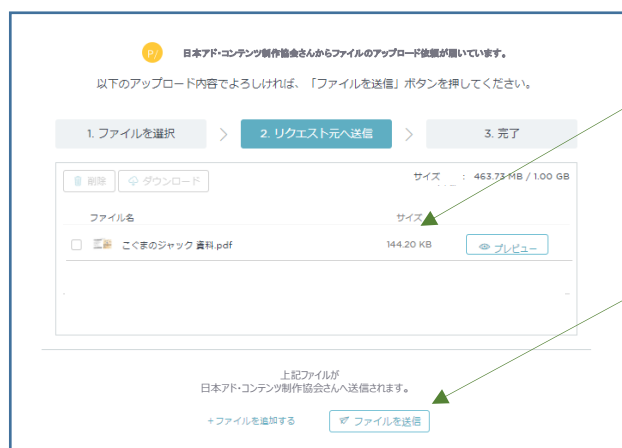 P/
日本アド・コンテンツ制作協会さんからファイルのアップロード依頼が届いています。
以下のアップロード内容でよろしければ、「ファイルを送信」ボタンを押してください。
1. ファイルを選択 > 2. リクエスト元へ送信 > 3. 完了
削除 ダウンロード サイズ : 463.73 MB / 1.00 GB
ファイル名 サイズ
こぐまのジャック 資料.pdf 144.20 KB プレビュー
上記ファイルが
日本アド・コンテンツ制作協会さんへ送信されます。
+ファイルを追加する ファイルを送信